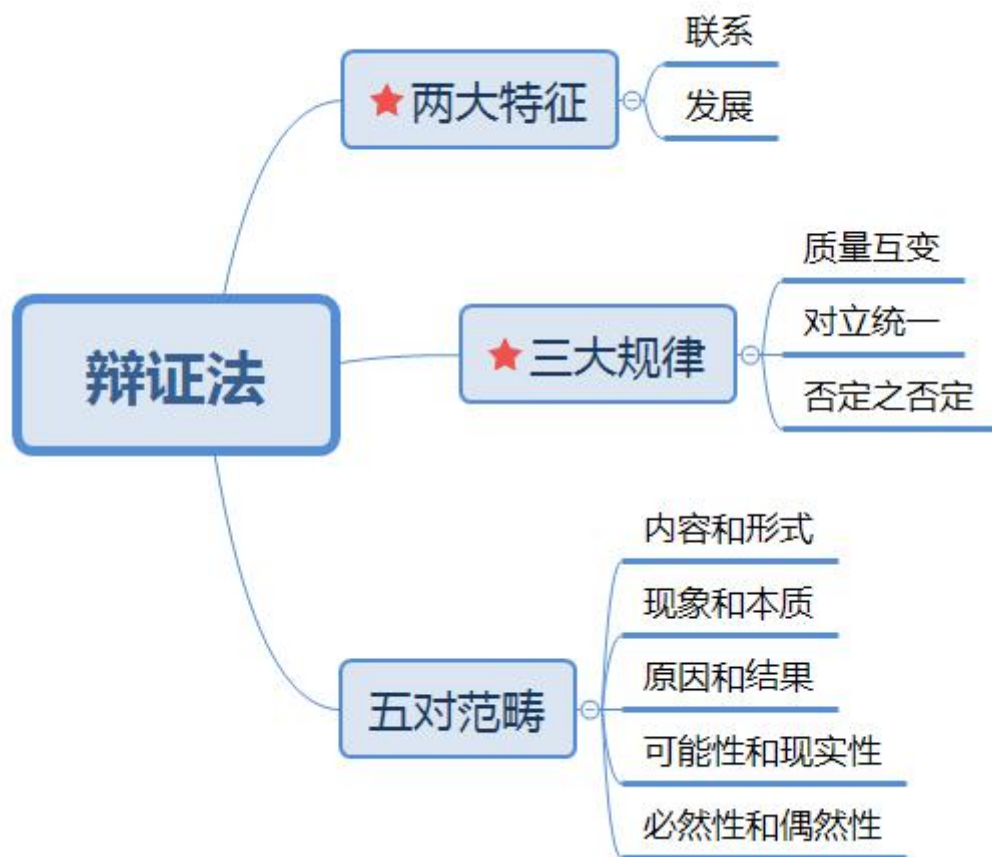 辩证法
两大特征
联系
发展
三大规律
质量互变
对立统一
否定之否定
五对范畴
内容和形式
现象和本质
原因和结果
可能性和现实性
必然性和偶然性